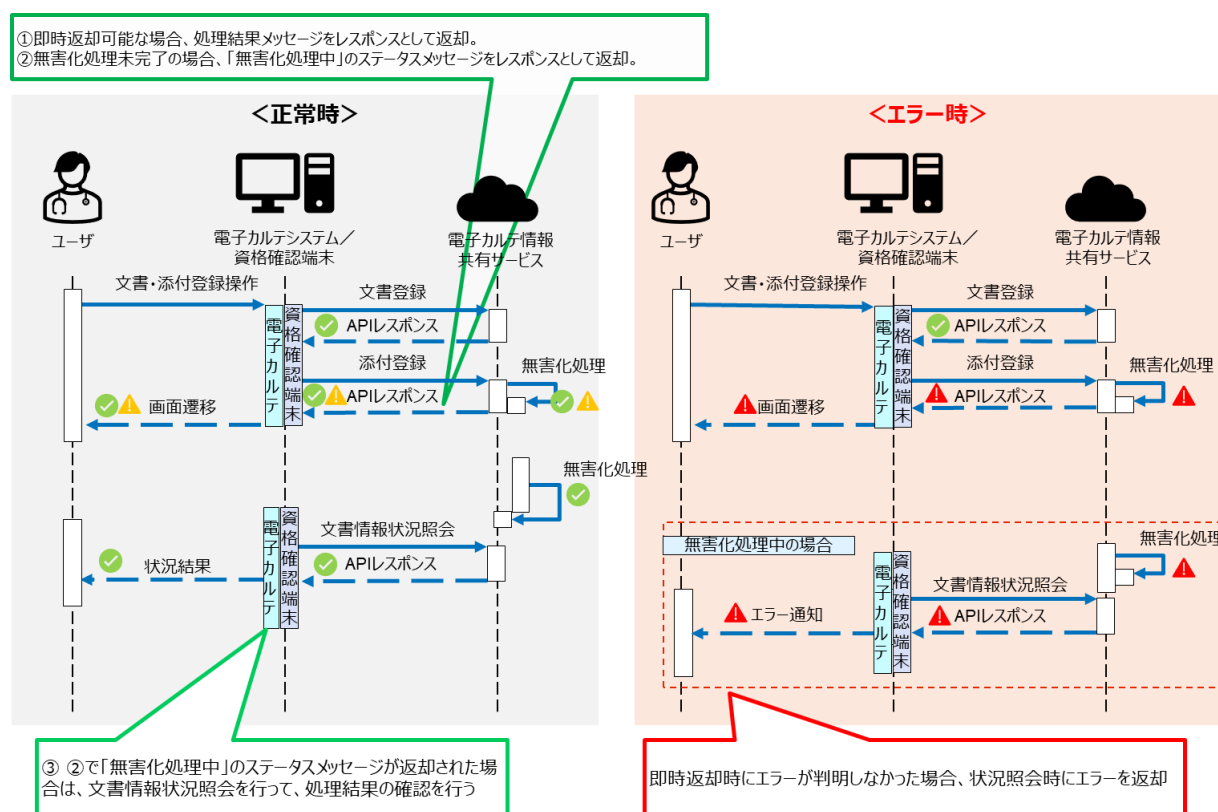 ①即時返却可能な場合、処理結果メッセージをレスポンスとして返却。
②無害化処理未完了の場合、「無害化処理中」のステータスメッセージをレスポンスとして返却。
<正常時>
ユーザ
電子カルテシステム/
資格確認端末
電子カルテ情報
共有サービス
文書・添付登録操作
文書登録
APIレスポンス
添付登録
無害化処理
APIレスポンス
画面遷移
電子カルテ
資格確認端末
無害化処理
文書情報状況照会
APIレスポンス
状況結果
電子カルテ
資格確認端末
③ ②で「無害化処理中」のステータスメッセージが返却された場
合は、文書情報状況照会を行って、処理結果の確認を行う
<エラー時>
ユーザ
電子カルテシステム/
資格確認端末
電子カルテ情報
共有サービス
文書・添付登録操作
文書登録
APIレスポンス
添付登録
無害化処理
APIレスポンス
画面遷移
電子カルテ
資格確認端末
無害化処理中の場合
無害化処理
文書情報状況照会
APIレスポンス
エラー通知
電子カルテ
資格確認端末
即時返却時にエラーが判明しなかった場合、状況照会時にエラーを返却